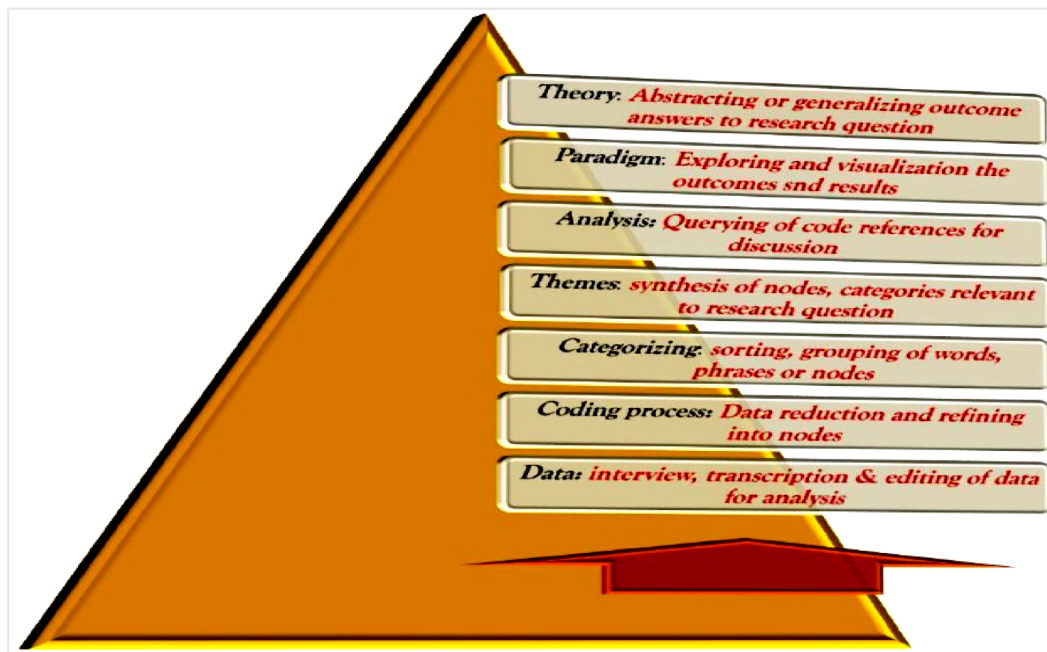 Theory: Abstracting or generalizing outcome
answers to research question
Paradigm: Exploring and visualization the
outcomes snd results
Analysis: Querying of code references for
discussion
Themes: synthesis of nodes, categories relevant
to research question
Categorizing: sorting, grouping of words,
phrases or nodes
Coding process: Data reduction and refining
into nodes
Data: interview, transcription & editing of data
for analysis